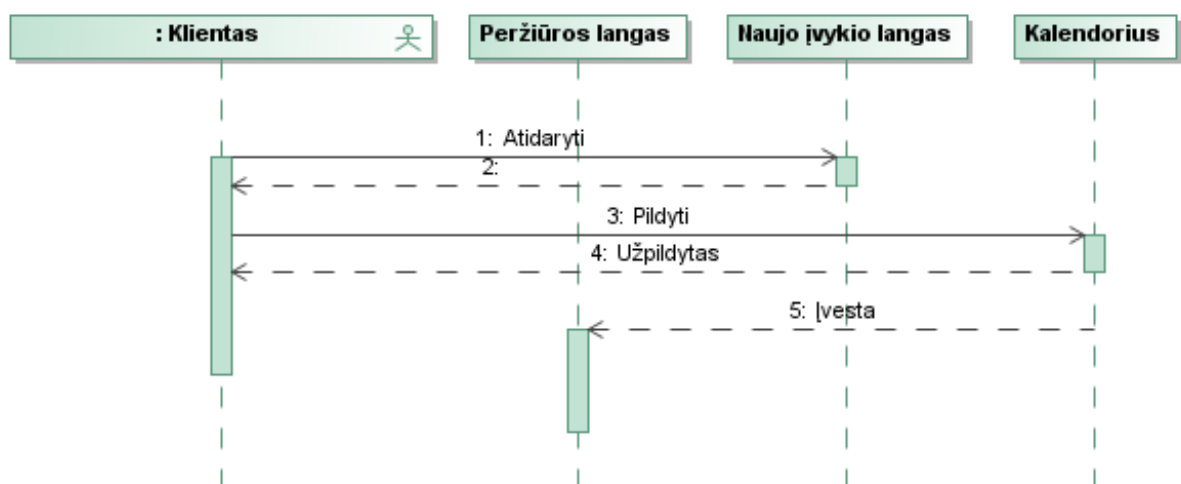 : Klientas
Peržiūros langas
Naujo įvykio langas
Kalendorius
1: Atidaryti
2:
3: Pildyti
4: Užpildytas
5: Įvesta